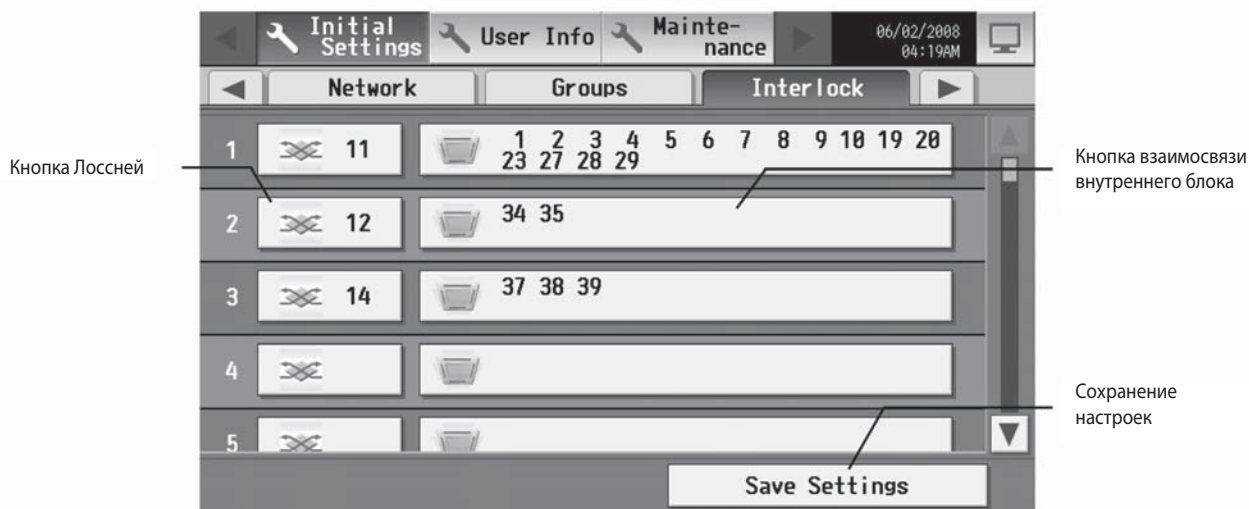 Initial Settings
User Info
Mainte-
nance
06/02/2008
04:19AM
Network
Groups
Interlock
1
11
1 2 3 4 5 6 7 8 9 10 19 20
23 27 28 29
2
12
34 35
3
14
37 38 39
4
5
Save Settings
Кнопка Лоссней
Кнопка взаимосвязи
внутреннего блока
Сохранение
настроек